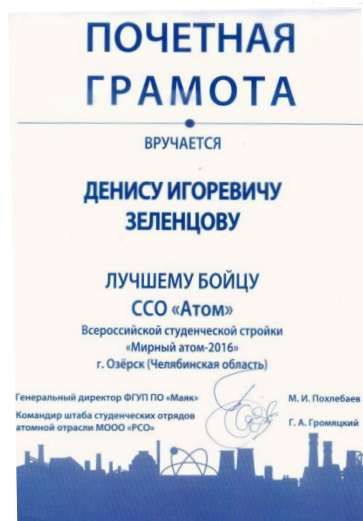 ПОЧЕТНАЯ
ГРАМОТА
ВРУЧАЕТСЯ
ДЕНИСУ ИГОРЕВИЧУ
ЗЕЛЕНЦОВУ
ЛУЧШЕМУ БОЙЦУ
ССО «Атом»
Всероссийской студенческой стройки
«Мирный атом-2016»
г. Озёрск (Челябинская область)
Генеральный директор ФГУП ПО «Маяк» М. И. Похлебаев
Командир штаба студенческих отрядов
атомной отрасли МООО «РСО» Г. А. Громяцкий